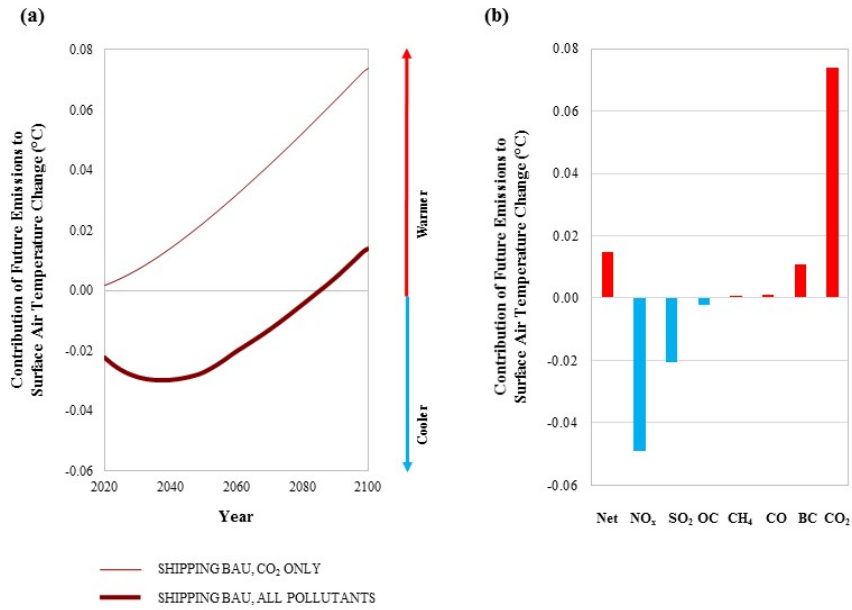 (a)
Contribution of Future Emissions to
Surface Air Temperature Change (°C)
0.08
0.06
0.04
0.02
0.00
-0.02
-0.04
-0.06
2020
2040
2060
2080
2100
Year
Warmer
Cooler
SHIPPING BAU, CO₂ ONLY
SHIPPING BAU, ALL POLLUTANTS
(b)
Contribution of Future Emissions to
Surface Air Temperature Change (°C)
0.08
0.06
0.04
0.02
0.00
-0.02
-0.04
-0.06
Net NOₓ SO₂ OC CH₄ CO BC CO₂